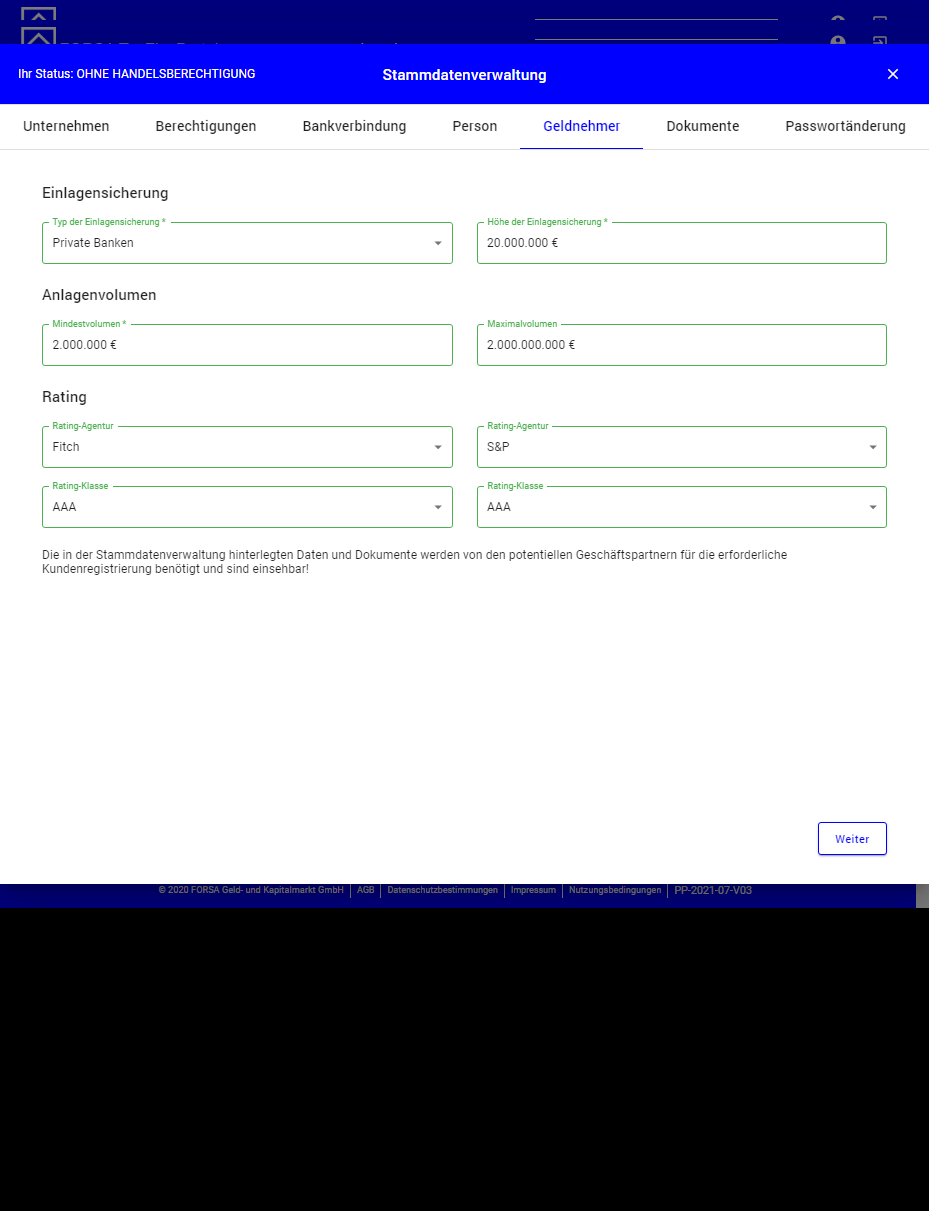 Ihr Status: OHNE HANDELSBERECHTIGUNG
Stammdatenverwaltung
Unternehmen Berechtigungen Bankverbindung Person Geldnehmer Dokumente Passwortänderung
Einlagensicherung
Typ der Einlagensicherung * Höhe der Einlagensicherung *
Private Banken 20.000.000 €
Anlagenvolumen
Mindestvolumen * Maximalvolumen
2.000.000 € 2.000.000.000 €
Rating
Rating-Agentur Rating-Agentur
Fitch S&P
Rating-Klasse Rating-Klasse
AAA AAA
Die in der Stammdatenverwaltung hinterlegten Daten und Dokumente werden von den potentiellen Geschäftspartnern für die erforderliche
Kundenregistrierung benötigt und sind einsehbar!
Weiter
© 2020 FORSA Geld- und Kapitalmarkt GmbH | AGB | Datenschutzbestimmungen | Impressum | Nutzungsbedingungen | PP-2021-07-V03